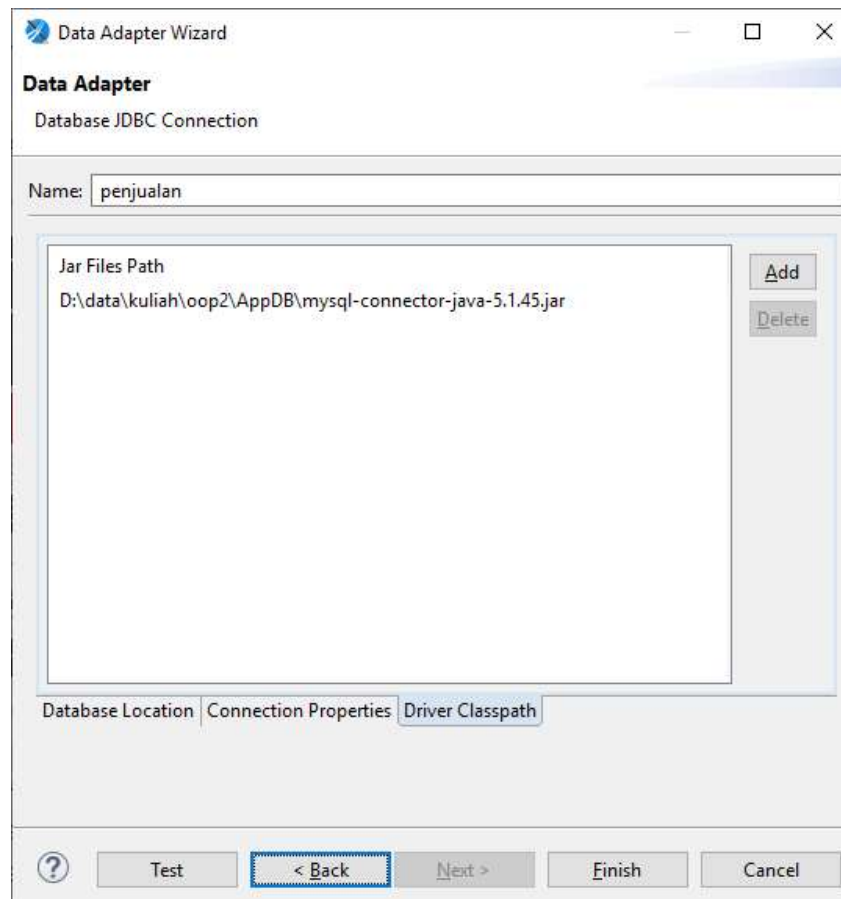 Data Adapter Wizard
Data Adapter
Database JDBC Connection
Name: penjualan
Jar Files Path
Add
D:\data\kuliah\oop2\AppDB\mysql-connector-java-5.1.45.jar
Delete
Database Location Connection Properties Driver Classpath
? Test < Back Next > Finish Cancel